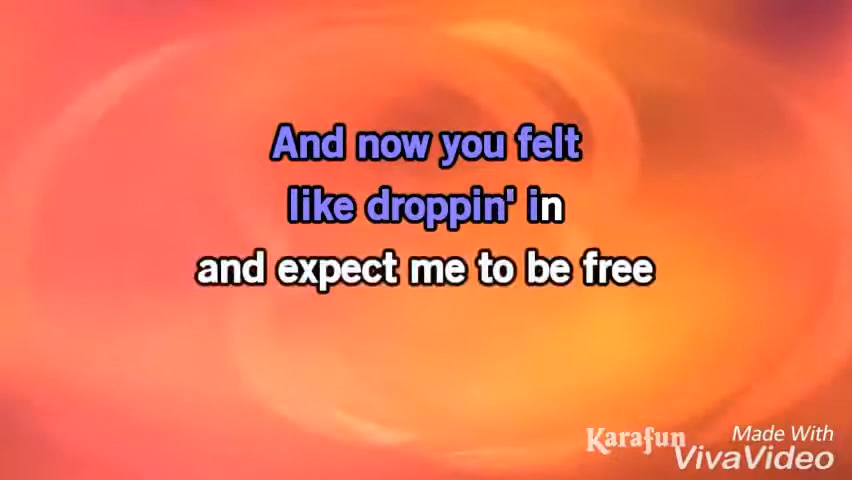 And now you felt
like droppin' in
and expect me to be free
Karafun
Made With
VivaVideo